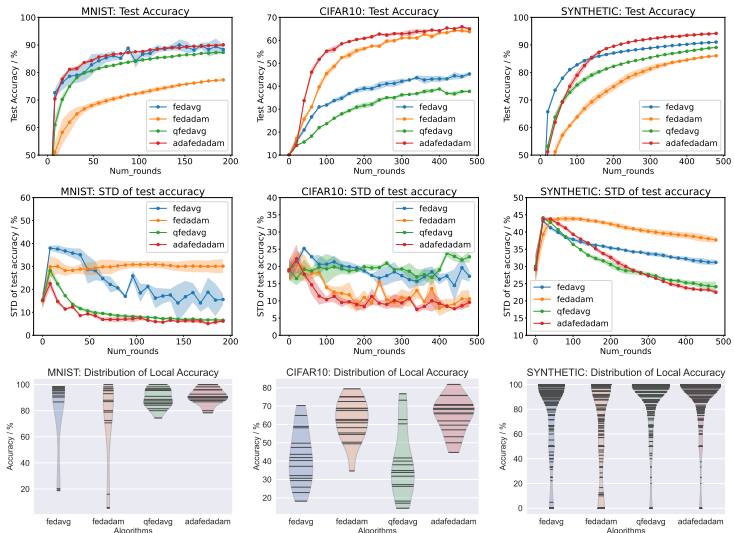 MNIST: Test Accuracy
Test Accuracy / %
100
90
80
70
60
50
0
50
100
150
200
Num_rounds
fedavg
fedadam
qfedavg
adafedadam
CIFAR10: Test Accuracy
Test Accuracy / %
70
60
50
40
30
20
10
0
100
200
300
400
500
Num_rounds
fedavg
fedadam
qfedavg
adafedadam
SYNTHETIC: Test Accuracy
Test Accuracy / %
100
90
80
70
60
50
0
100
200
300
400
500
Num_rounds
fedavg
fedadam
qfedavg
adafedadam
MNIST: STD of test accuracy
STD of test accuracy / %
60
50
40
30
20
10
0
0
50
100
150
200
Num_rounds
fedavg
fedadam
qfedavg
adafedadam
CIFAR10: STD of test accuracy
STD of test accuracy / %
40
35
30
25
20
15
10
5
0
0
100
200
300
400
500
Num_rounds
fedavg
fedadam
qfedavg
adafedadam
SYNTHETIC: STD of test accuracy
STD of test accuracy / %
50
45
40
35
30
25
20
15
10
0
100
200
300
400
500
Num_rounds
fedavg
fedadam
qfedavg
adafedadam
MNIST: Distribution of Local Accuracy
Accuracy / %
100
80
60
40
20
fedavg
fedadam
qfedavg
adafedadam
Algorithms
CIFAR10: Distribution of Local Accuracy
Accuracy / %
80
70
60
50
40
30
20
fedavg
fedadam
qfedavg
adafedadam
Algorithms
SYNTHETIC: Distribution of Local Accuracy
Accuracy / %
100
80
60
40
20
0
fedavg
fedadam
qfedavg
adafedadam
Algorithms